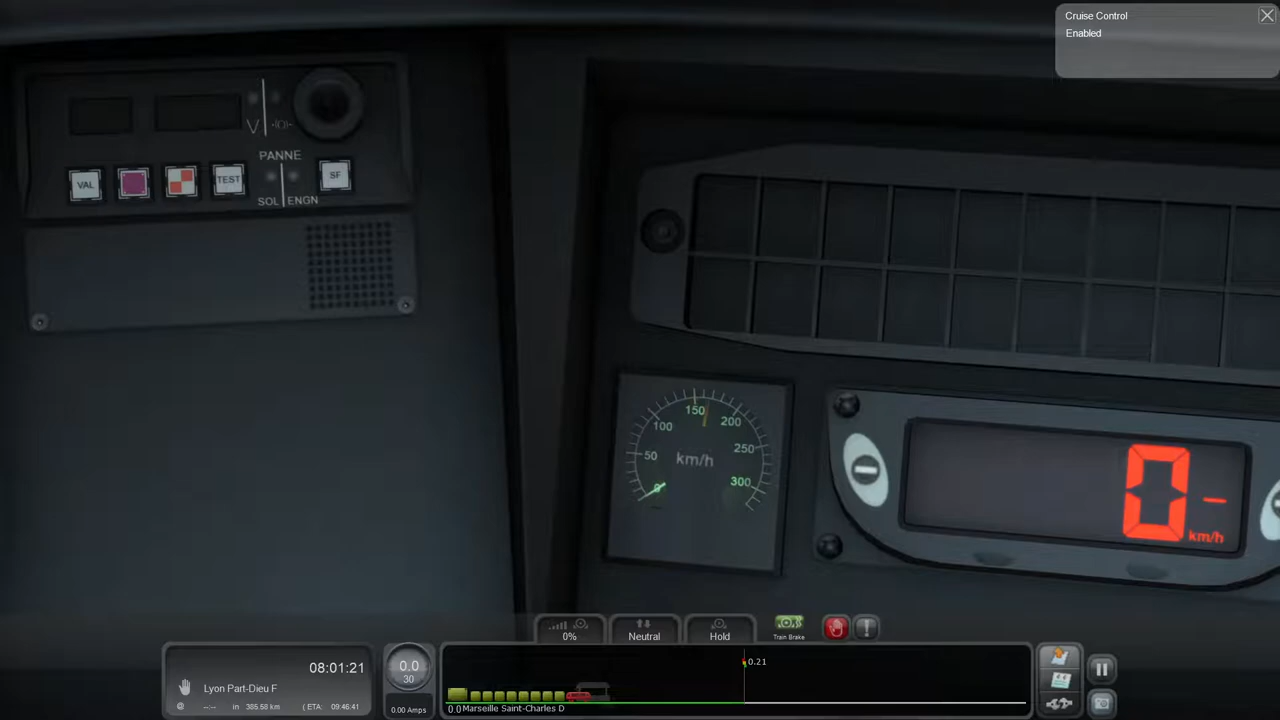 Cruise Control
Enabled
V
PANNE
VAL
TEST
SF
SOL
ENGN
0
50
100
150
200
250
300
km/h
0
km/h
0%
Neutral
Hold
Train Brake
08:01:21
Lyon Part-Dieu F
--:-- in 385.58 km ( ETA: 09:46.41
0.0
30
0.00 Amps
0.21
0.0 Marseille Saint-Charles D